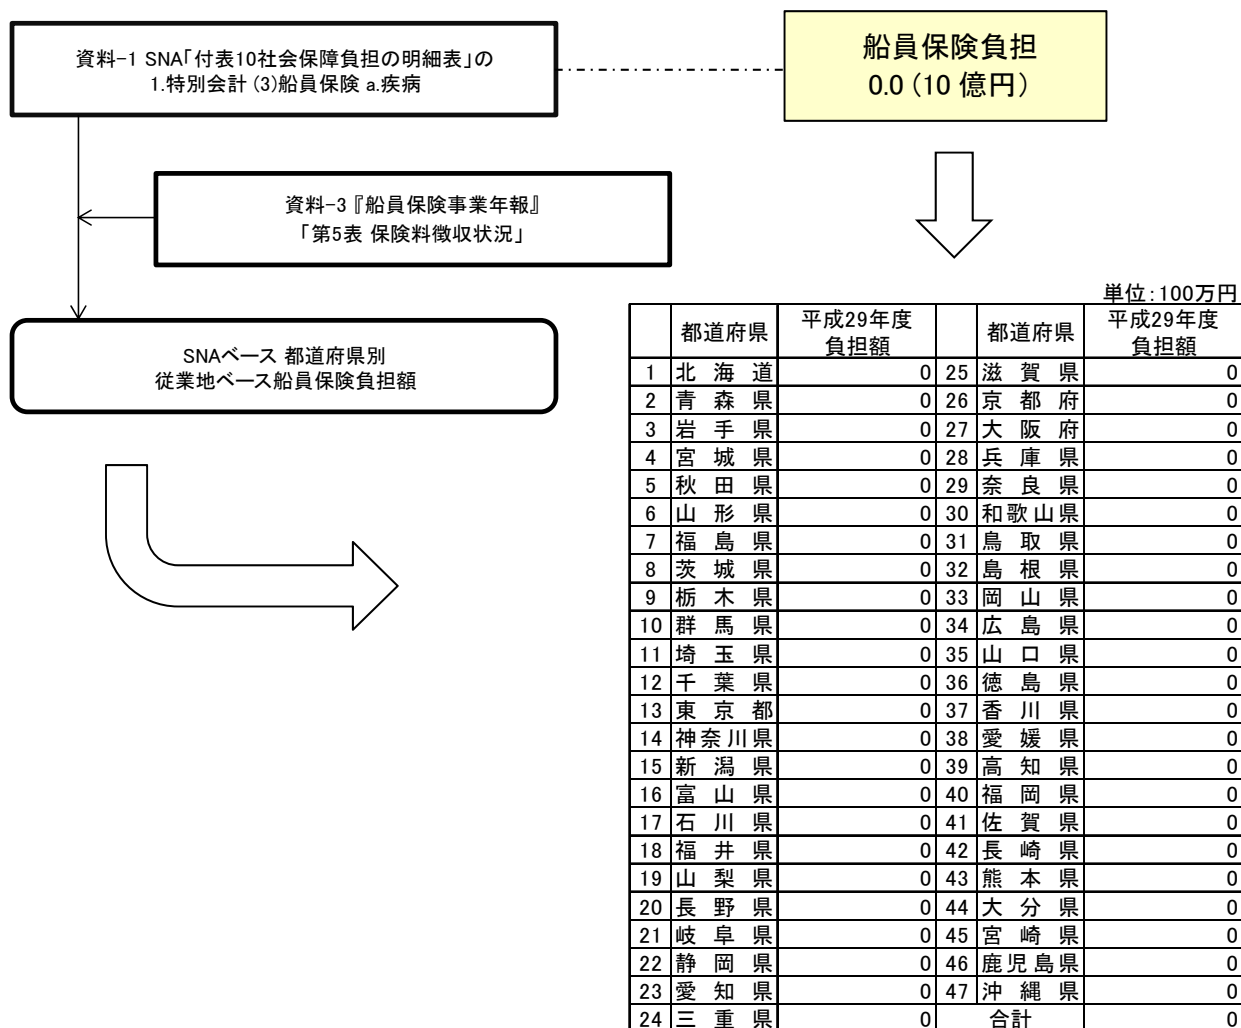 資料-1 SNA「付表10社会保障負担の明細表」の
1.特別会計 (3)船員保険 a.疾病
船員保険負担
0.0 (10 億円)
資料-3 『船員保険事業年報』
「第5表 保険料徴収状況」
SNAベース 都道府県別
従業地ベース船員保険負担額
単位:100万円
都道府県 平成29年度 負担額 都道府県 平成29年度 負担額
1 北海道 0 25 滋賀県 0
2 青森県 0 26 京都府 0
3 岩手県 0 27 大阪府 0
4 宮城県 0 28 兵庫県 0
5 秋田県 0 29 奈良県 0
6 山形県 0 30 和歌山県 0
7 福島県 0 31 鳥取県 0
8 茨城県 0 32 島根県 0
9 栃木県 0 33 岡山県 0
10 群馬県 0 34 広島県 0
11 埼玉県 0 35 山口県 0
12 千葉県 0 36 徳島県 0
13 東京都 0 37 香川県 0
14 神奈川県 0 38 愛媛県 0
15 新潟県 0 39 高知県 0
16 富山県 0 40 福岡県 0
17 石川県 0 41 佐賀県 0
18 福井県 0 42 長崎県 0
19 山梨県 0 43 熊本県 0
20 長野県 0 44 大分県 0
21 岐阜県 0 45 宮崎県 0
22 静岡県 0 46 鹿児島県 0
23 愛知県 0 47 沖縄県 0
24 三重県 0 合計 0